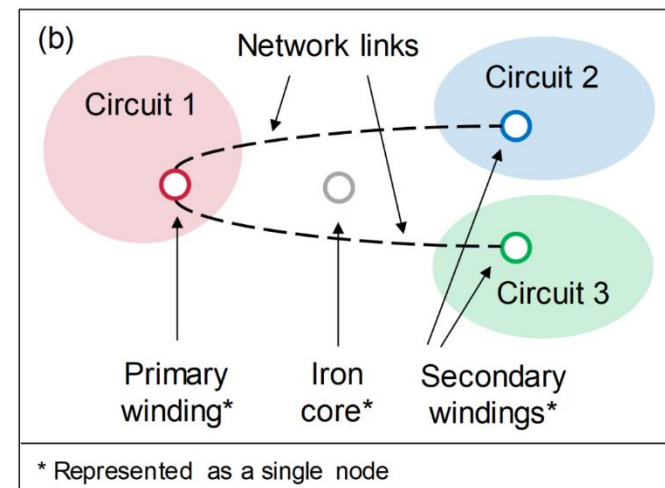 (b)
Network links
Circuit 1
Circuit 2
Circuit 3
Primary
winding*
Iron
core*
Secondary
windings*
* Represented as a single node